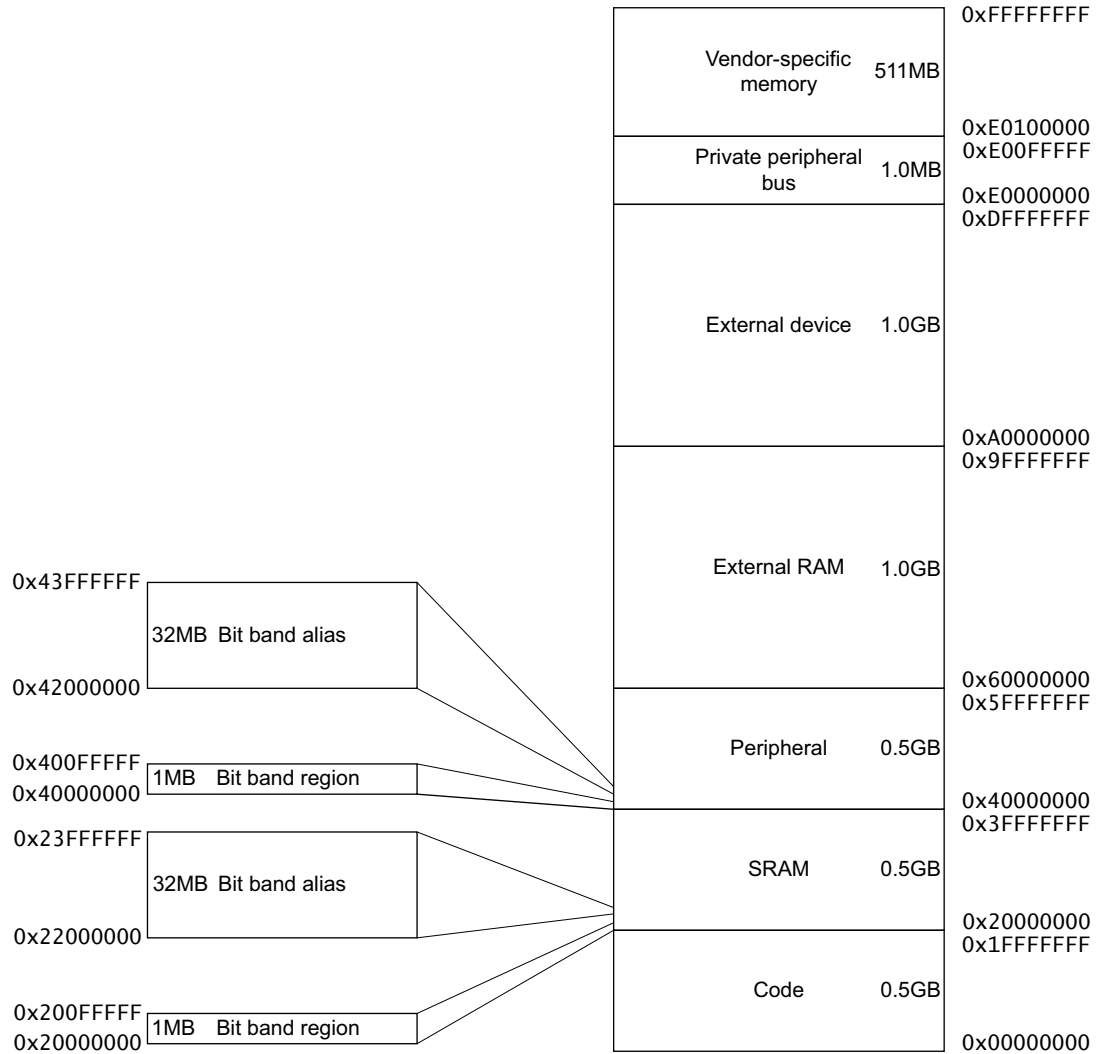 0xFFFFFFFF
Vendor-specific
memory
511MB
0xE0100000
0xE00FFFFF
Private peripheral
bus
1.0MB
0xE0000000
0xDFFFFFFF
External device 1.0GB
0xA0000000
0x9FFFFFFF
External RAM 1.0GB
0x60000000
0x5FFFFFFF
Peripheral 0.5GB
0x40000000
0x3FFFFFFF
SRAM 0.5GB
0x20000000
0x1FFFFFFF
Code 0.5GB
0x00000000
0x43FFFFFF
32MB Bit band alias
0x42000000
0x400FFFFF
1MB Bit band region
0x40000000
0x23FFFFFF
32MB Bit band alias
0x22000000
0x200FFFFF
1MB Bit band region
0x20000000